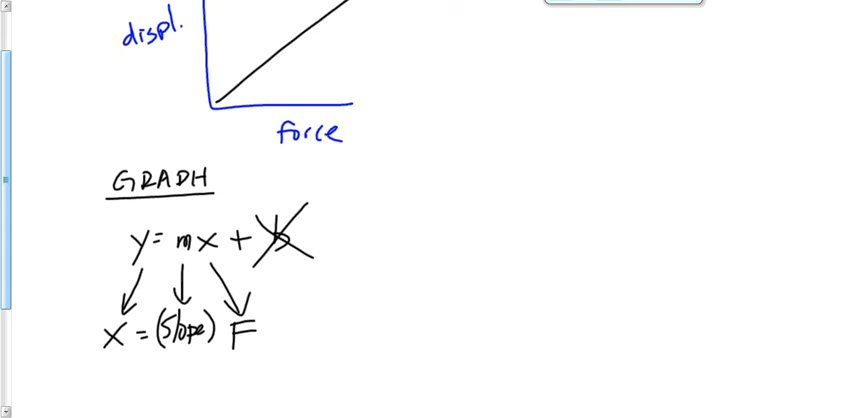 displ.
force
GRAPH
y = mx + b
x = (slope) F